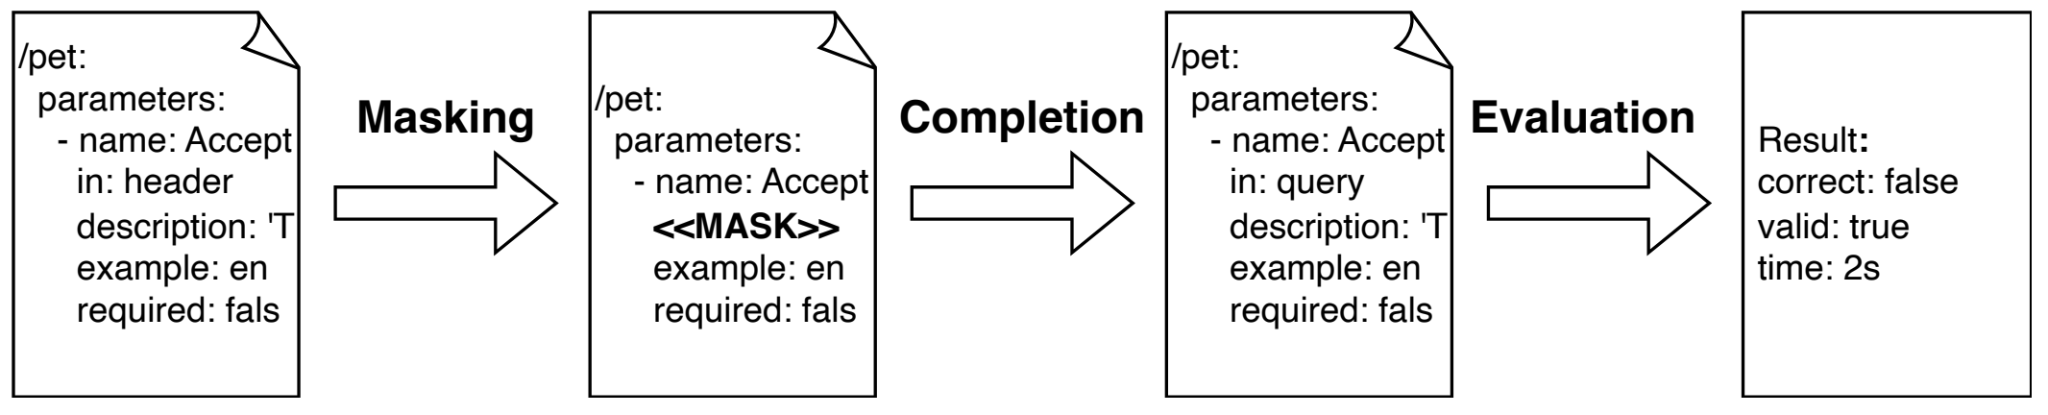 /pet:
parameters:
- name: Accept
in: header
description: 'T
example: en
required: fals
Masking
/pet:
parameters:
- name: Accept
<<MASK>>
example: en
required: fals
Completion
/pet:
parameters:
- name: Accept
in: query
description: 'T
example: en
required: fals
Evaluation
Result:
correct: false
valid: true
time: 2s